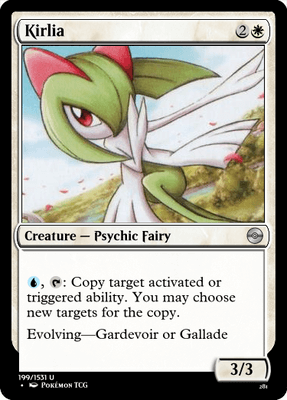 Kirlia 2
Creature — Psychic Fairy
, : Copy target activated or
triggered ability. You may choose
new targets for the copy.
Evolving—Gardevoir or Gallade
3/3
199/1531 U
• Pokémon TCG